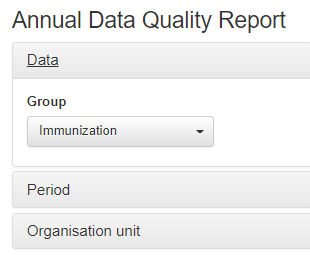 Annual Data Quality Report
Data
Group
Immunization
Period
Organisation unit